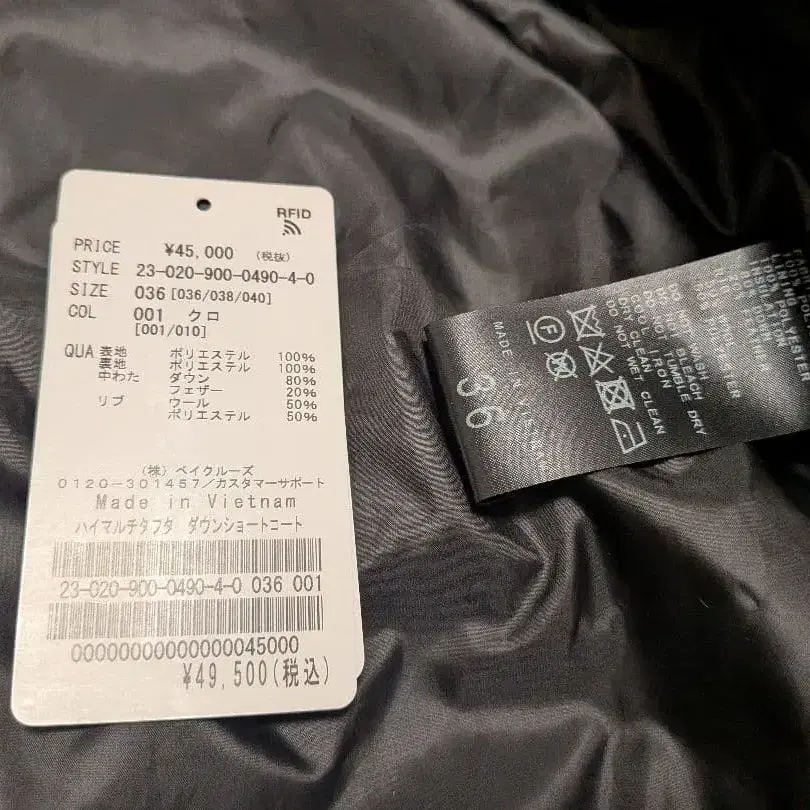 RFID
PRICE ¥45,000 (税抜)
STYLE 23-020-900-0490-4-0
SIZE 036 [036/038/040]
COL 001 クロ
[001/010]
QUA 表地 ポリエステル 100%
裏地 ポリエステル 100%
中わた ダウン 80%
フェザー 20%
リブ ウール 50%
ポリエステル 50%
(株)ベイクルーズ
0120-301457/カスタマーサポート
Made in Vietnam
ハイマルチタフタ ダウンショートコート
23-020-900-0490-4-0 036 001
00000000000000045000
¥49,500(税込)
36
MADE IN VIETNAM
DO NOT WASH
DO NOT BLEACH
DO NOT TUMBLE DRY
COOL IRON
DRY CLEAN
DO NOT WET CLEAN